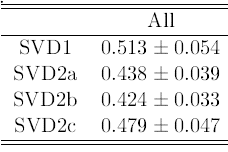 All
SVD1 0.513 ± 0.054
SVD2a 0.438 ± 0.039
SVD2b 0.424 ± 0.033
SVD2c 0.479 ± 0.047